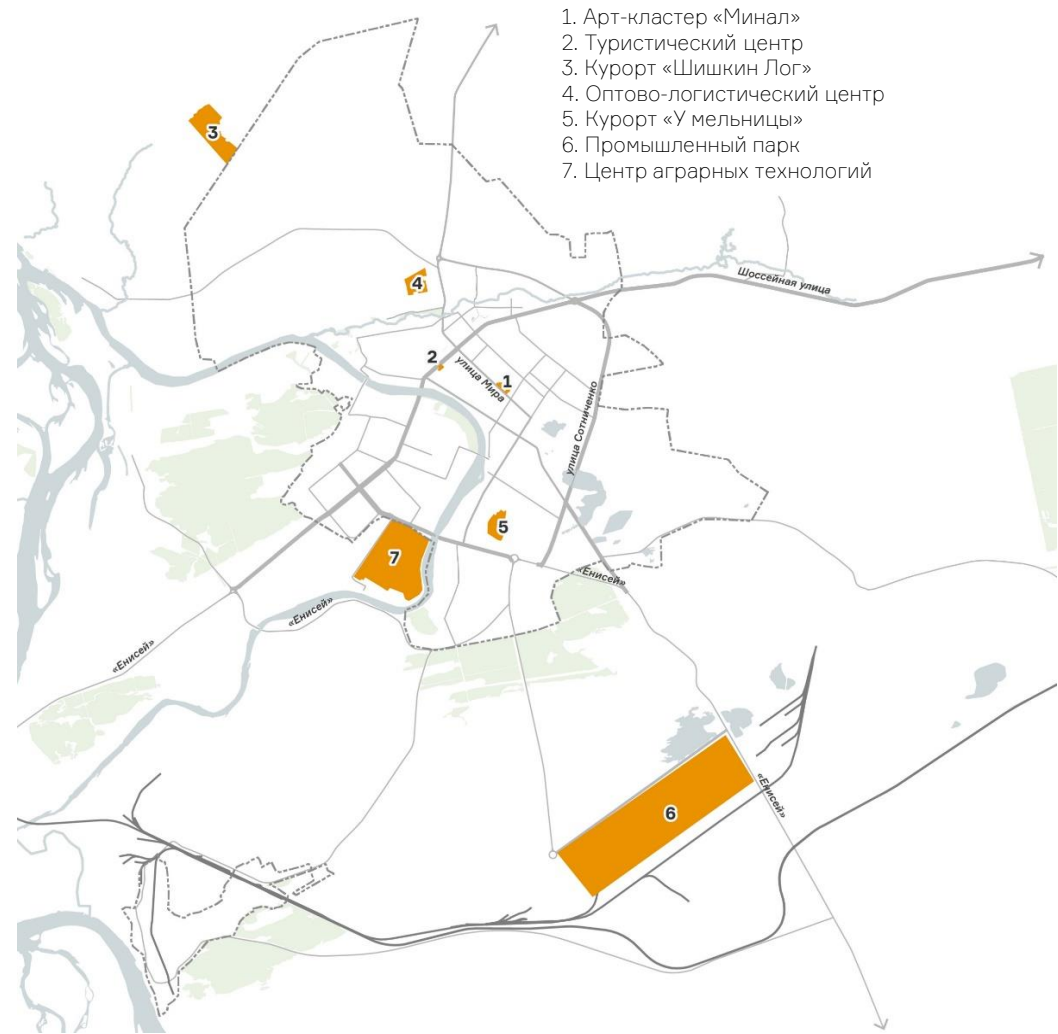 1. Арт-кластер «Минал»
2. Туристический центр
3. Курорт «Шишкин Лог»
4. Оптово-логистический центр
5. Курорт «У мельницы»
6. Промышленный парк
7. Центр аграрных технологий
3
Шоссейная улица
4
2
улица Мира
1
улица Сотниченко
5
7
«Енисей»
«Енисей»
«Енисей»
«Енисей»
6